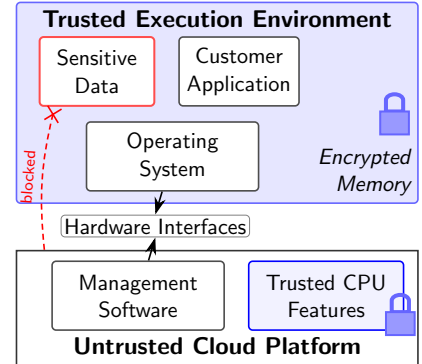 Trusted Execution Environment
Sensitive
Data
Customer
Application
Operating
System
Encrypted
Memory
blocked
Hardware Interfaces
Management
Software
Trusted CPU
Features
Untrusted Cloud Platform